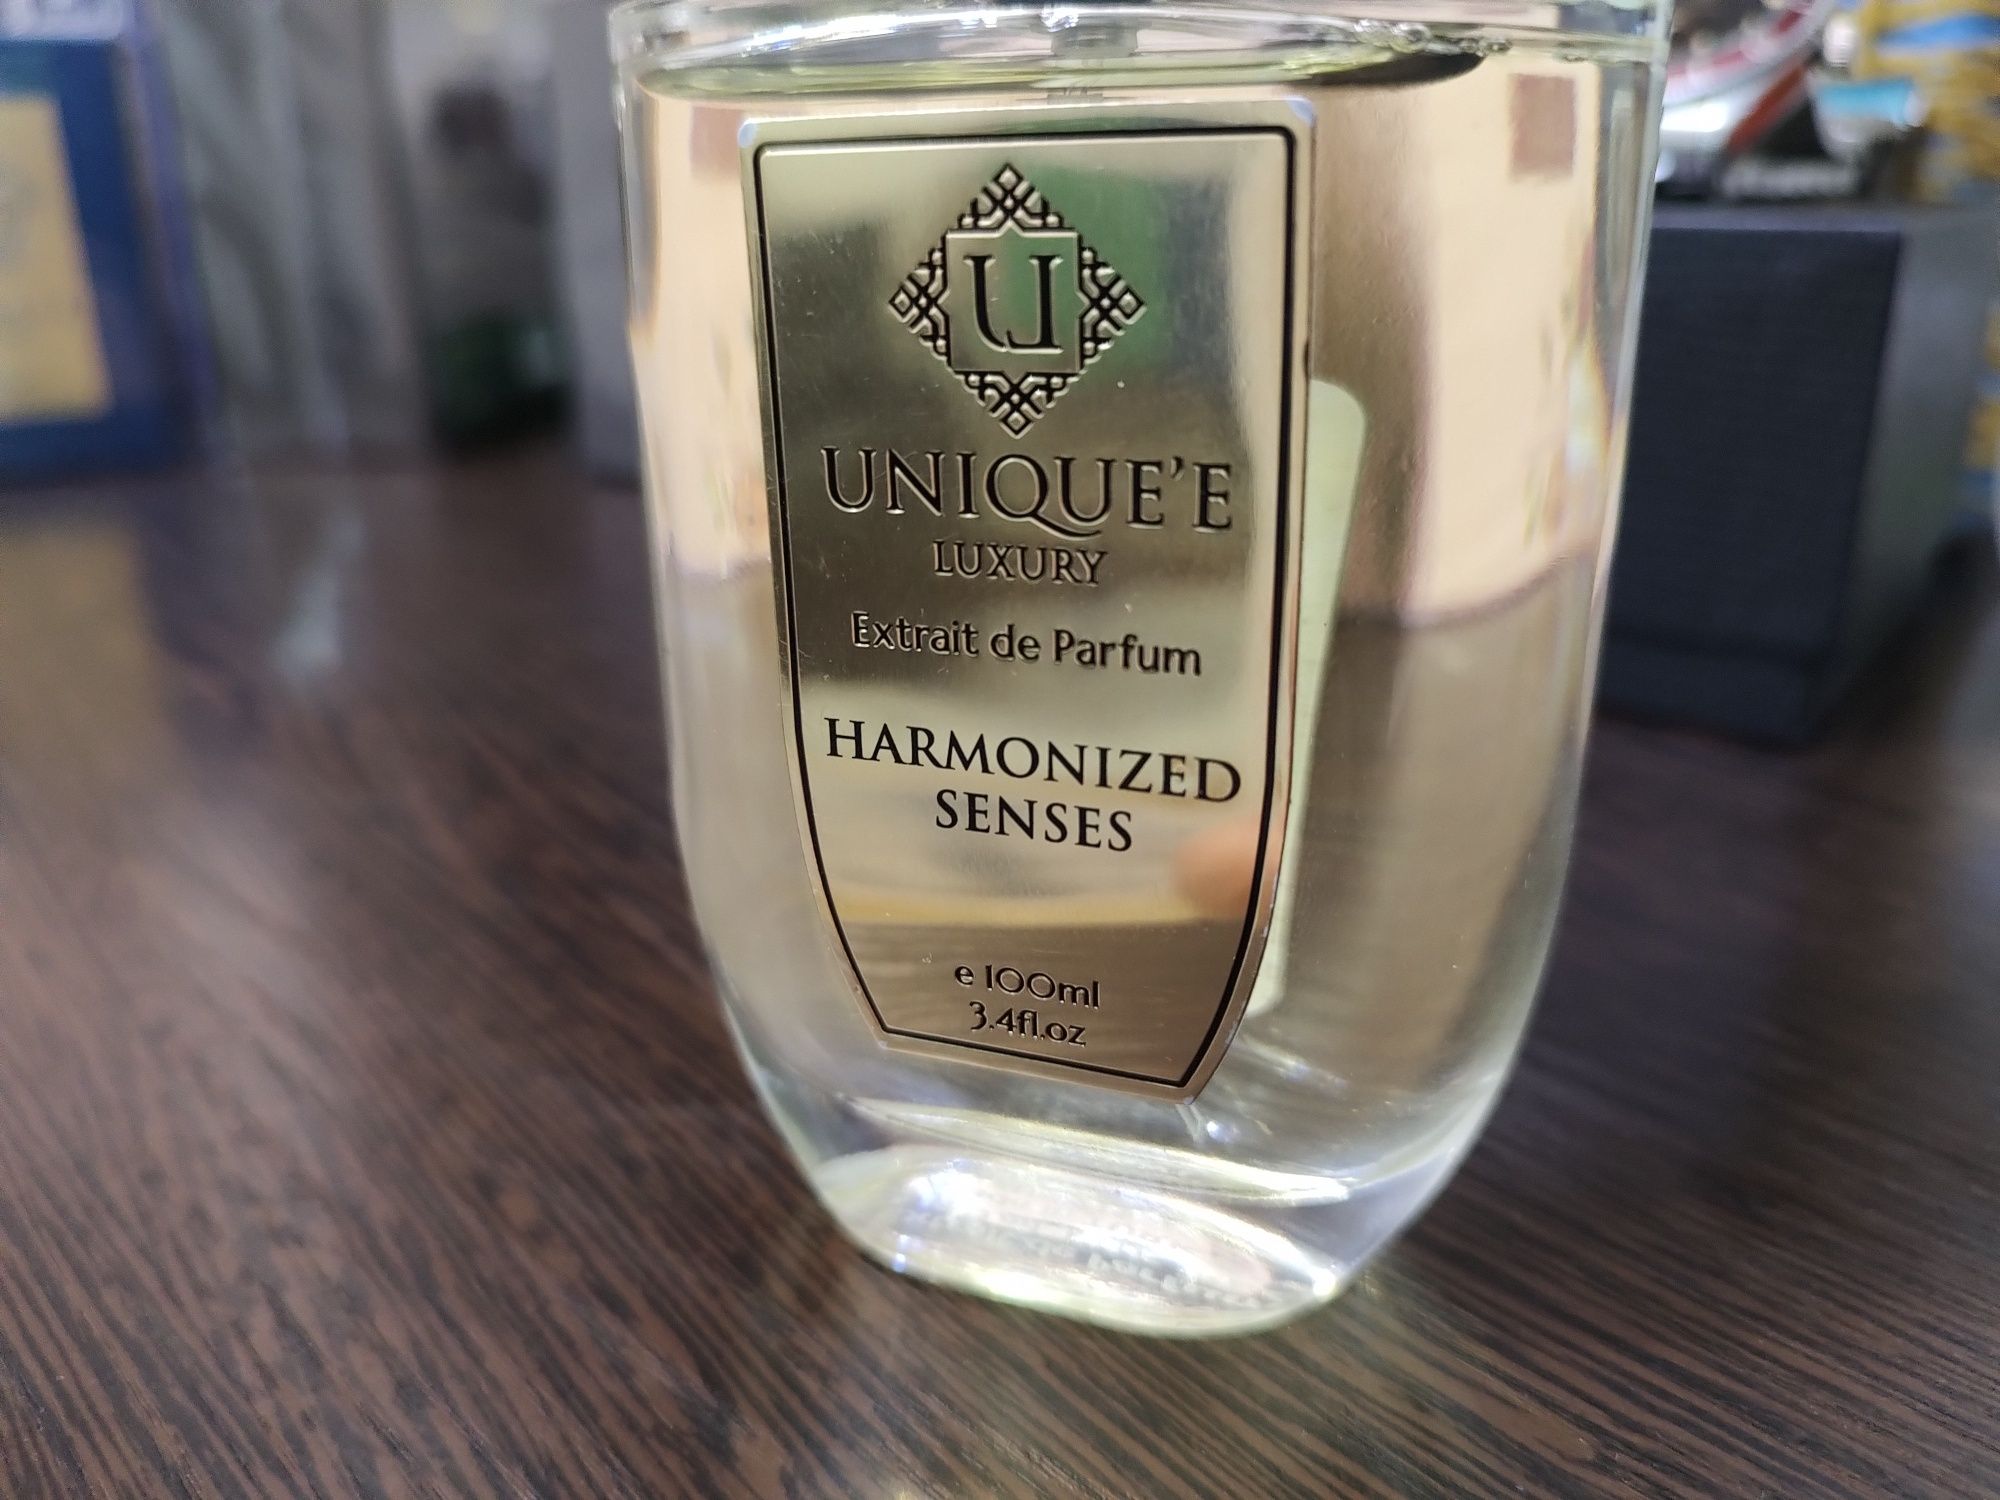 U
UNIQUE'E
LUXURY
Extrait de Parfum
HARMONIZED
SENSES
e 100ml
3.4fl.oz